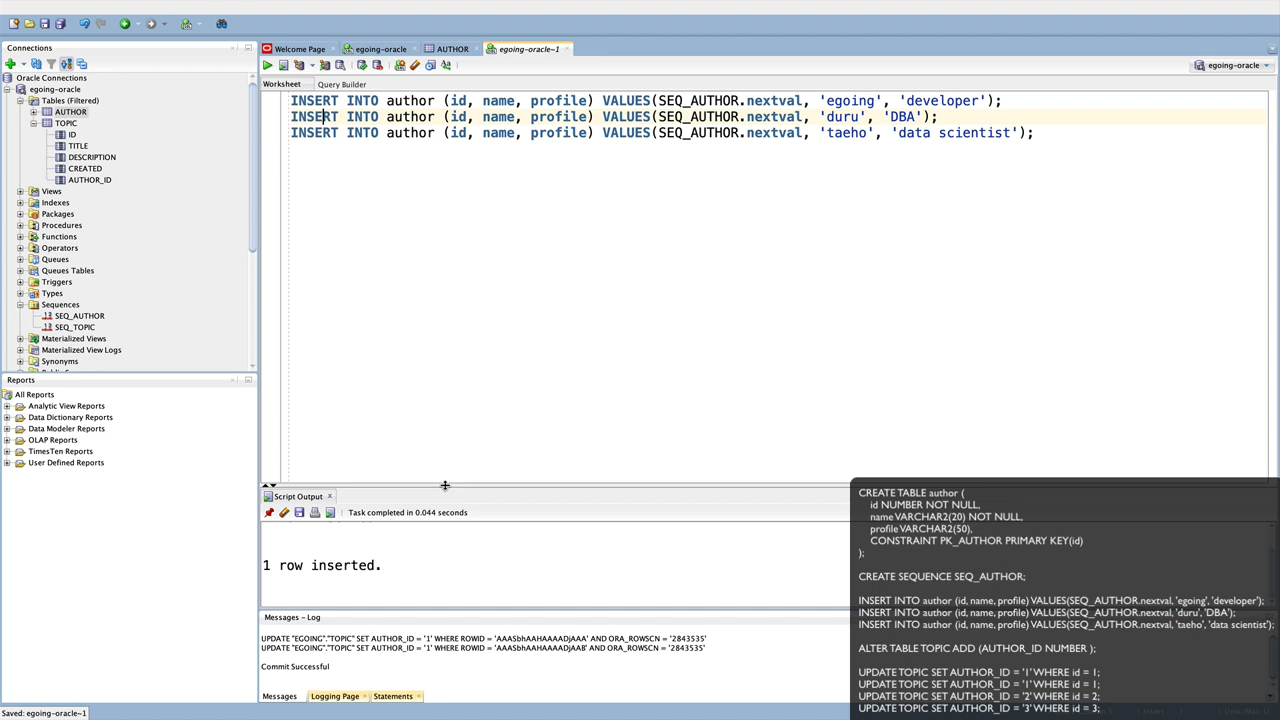 Connections
Oracle Connections
egoing-oracle
Tables (Filtered)
AUTHOR
TOPIC
ID
TITLE
DESCRIPTION
CREATED
AUTHOR_ID
Views
Indexes
Packages
Procedures
Functions
Operators
Queues
Queues Tables
Triggers
Types
Sequences
SEQ_AUTHOR
SEQ_TOPIC
Materialized Views
Materialized View Logs
Synonyms
Reports
All Reports
Analytic View Reports
Data Dictionary Reports
Data Modeler Reports
OLAP Reports
TimesTen Reports
User Defined Reports
Saved: egoing-oracle~1
Welcome Page
egoing-oracle
AUTHOR
egoing-oracle~1
egoing-oracle
Worksheet
Query Builder
INSERT INTO author (id, name, profile) VALUES(SEQ_AUTHOR.nextval, 'egoing', 'developer');
INSERT INTO author (id, name, profile) VALUES(SEQ_AUTHOR.nextval, 'duru', 'DBA');
INSERT INTO author (id, name, profile) VALUES(SEQ_AUTHOR.nextval, 'taeho', 'data scientist');
Script Output
Task completed in 0.044 seconds
1 row inserted.
Messages - Log
UPDATE "EGOING"."TOPIC" SET AUTHOR_ID = '1' WHERE ROWID = 'AAASbhAAHAAAADjAAA' AND ORA_ROWSCN = '2843535'
UPDATE "EGOING"."TOPIC" SET AUTHOR_ID = '1' WHERE ROWID = 'AAASbhAAHAAAADjAAB' AND ORA_ROWSCN = '2843535'
Commit Successful
Messages
Logging Page
Statements
CREATE TABLE author (
id NUMBER NOT NULL,
name VARCHAR2(20) NOT NULL,
profile VARCHAR2(50),
CONSTRAINT PK_AUTHOR PRIMARY KEY(id)
);
CREATE SEQUENCE SEQ_AUTHOR;
INSERT INTO author (id, name, profile) VALUES(SEQ_AUTHOR.nextval, 'egoing', 'developer');
INSERT INTO author (id, name, profile) VALUES(SEQ_AUTHOR.nextval, 'duru', 'DBA');
INSERT INTO author (id, name, profile) VALUES(SEQ_AUTHOR.nextval, 'taeho', 'data scientist');
ALTER TABLE TOPIC ADD (AUTHOR_ID NUMBER );
UPDATE TOPIC SET AUTHOR_ID = '1' WHERE id = 1;
UPDATE TOPIC SET AUTHOR_ID = '1' WHERE id = 1;
UPDATE TOPIC SET AUTHOR_ID = '2' WHERE id = 2;
UPDATE TOPIC SET AUTHOR_ID = '3' WHERE id = 3;